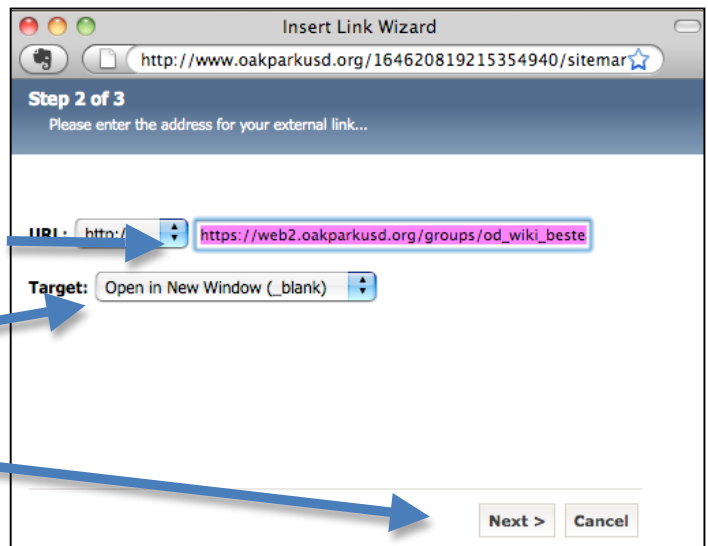 Insert Link Wizard
http://www.oakparkusd.org/164620819215354940/sitemar
Step 2 of 3
Please enter the address for your external link...
URL: http:/ https://web2.oakparkusd.org/groups/od_wiki_beste
Target: Open in New Window (_blank)
Next > Cancel